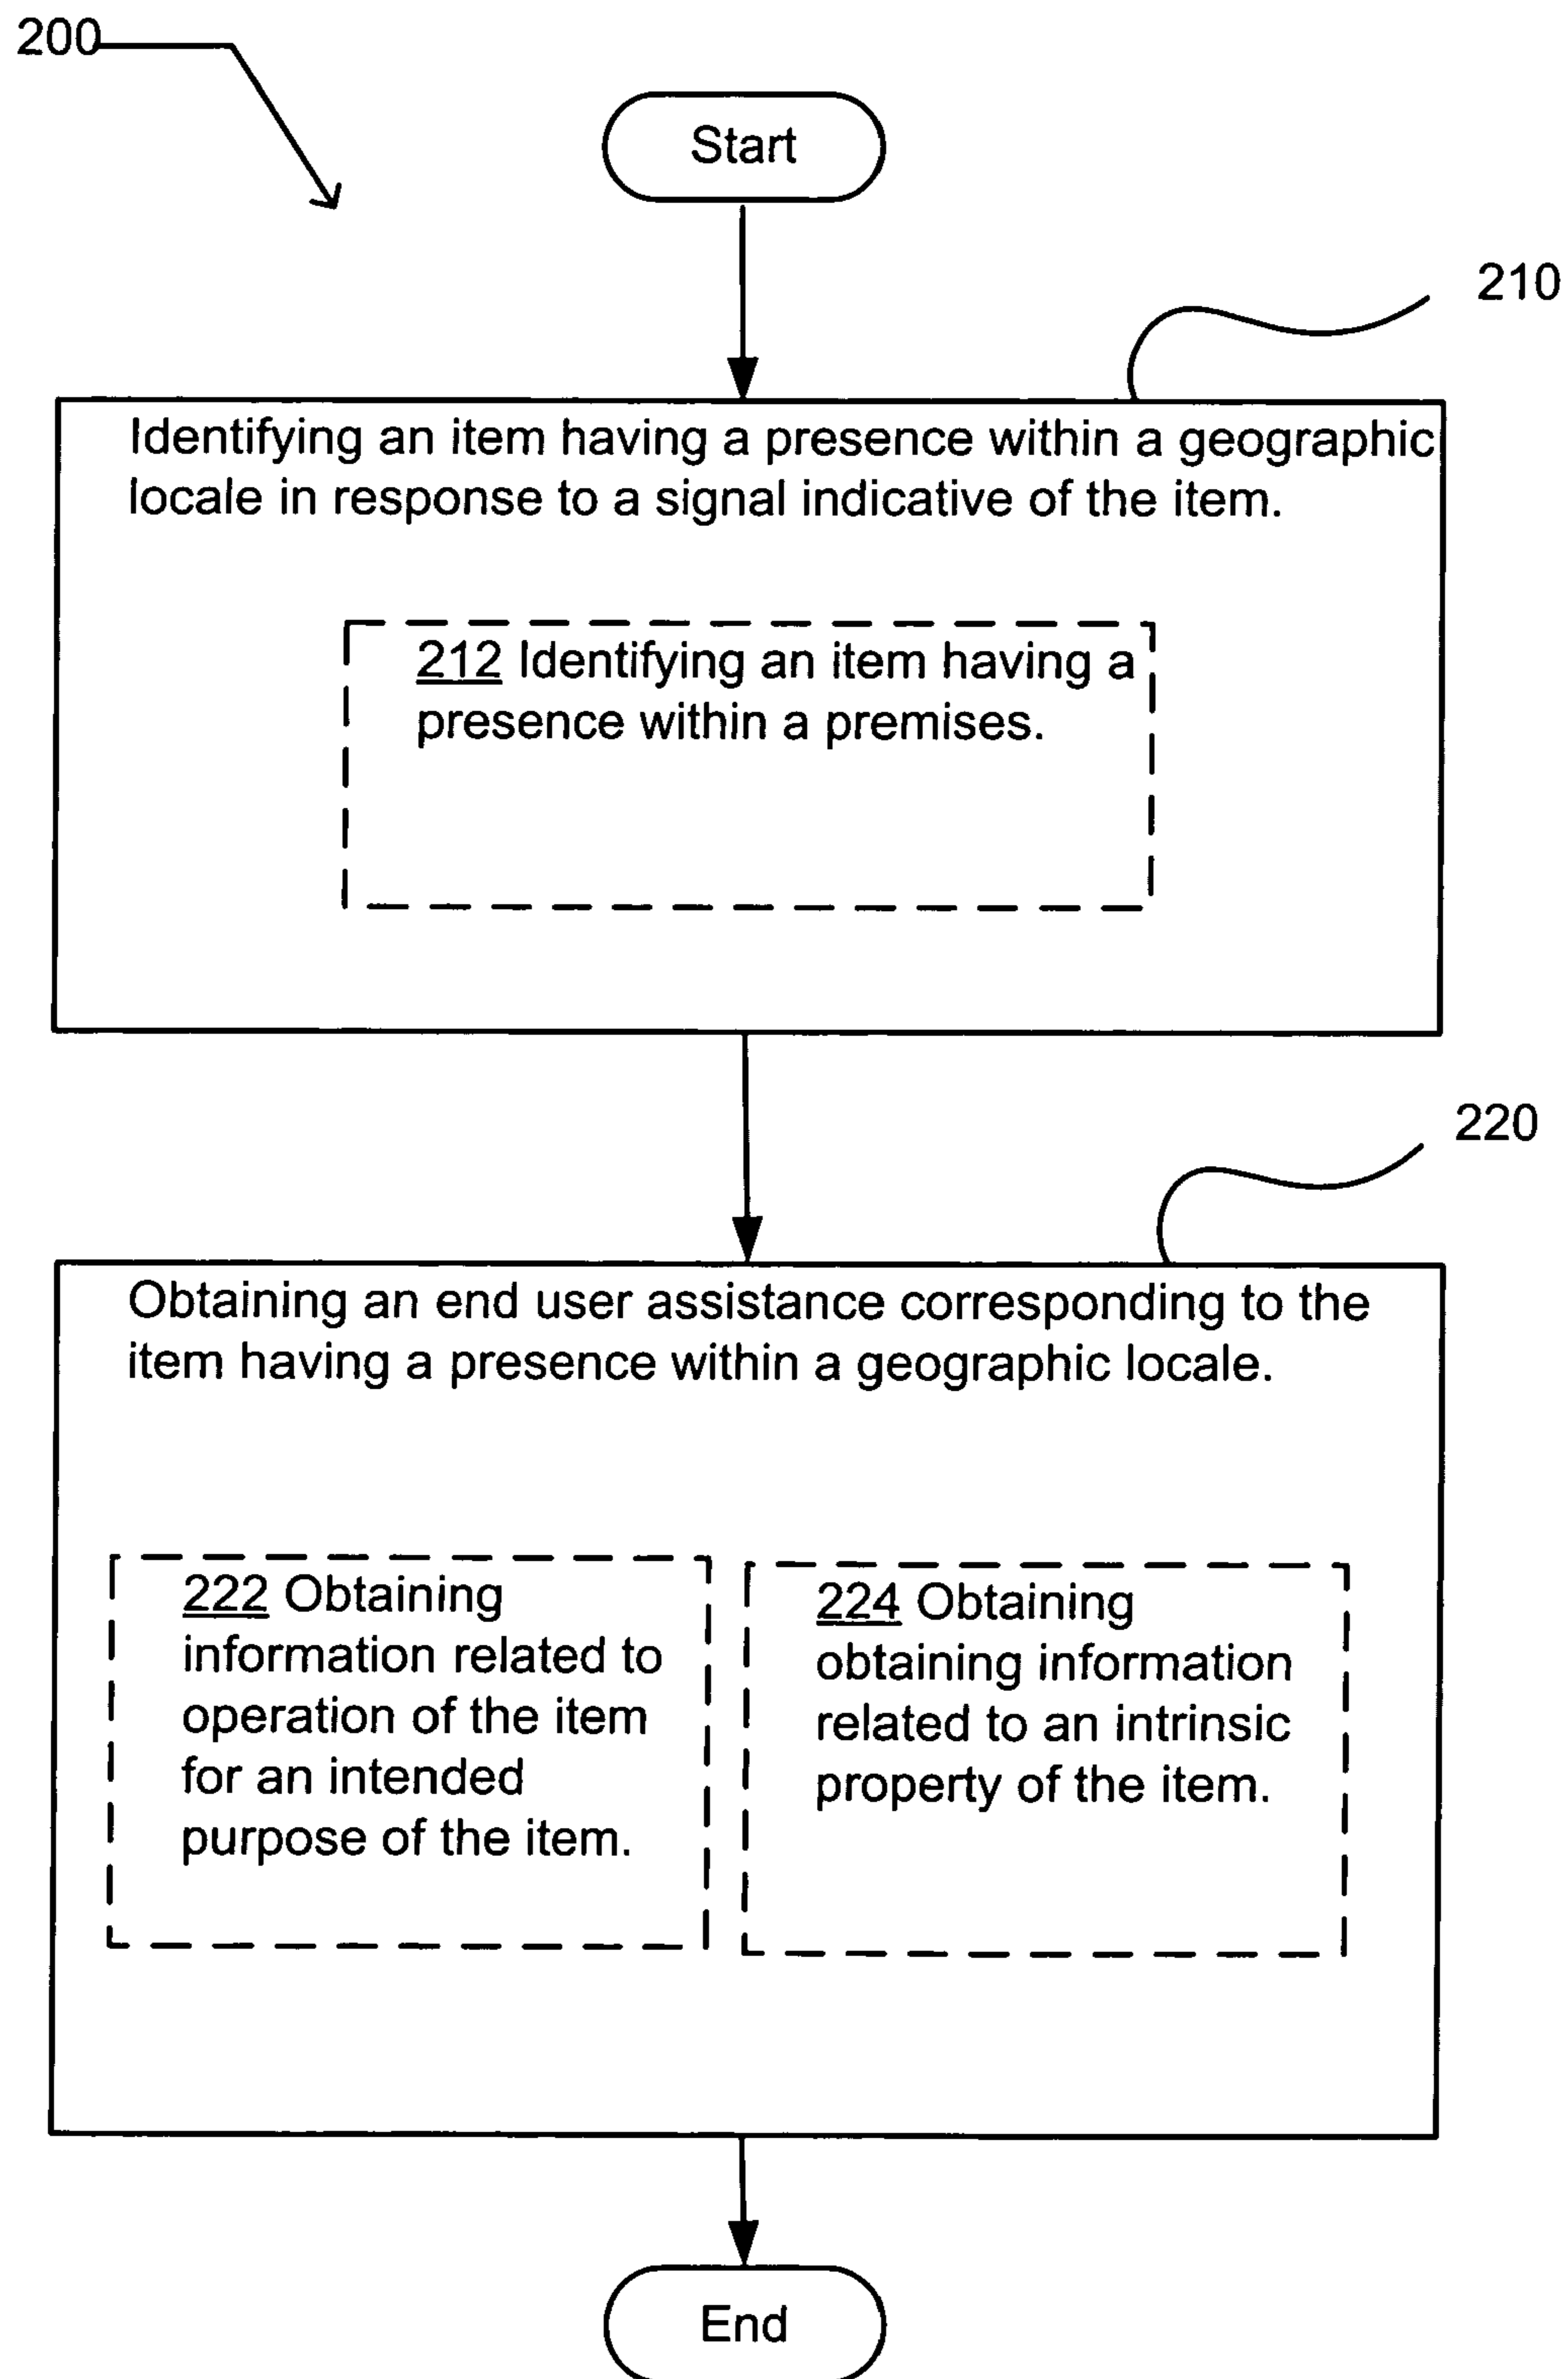 200
Start
210
Identifying an item having a presence within a geographic
locale in response to a signal indicative of the item.
212 Identifying an item having a
presence within a premises.
220
Obtaining an end user assistance corresponding to the
item having a presence within a geographic locale.
222 Obtaining
information related to
operation of the item
for an intended
purpose of the item.
224 Obtaining
obtaining information
related to an intrinsic
property of the item.
End